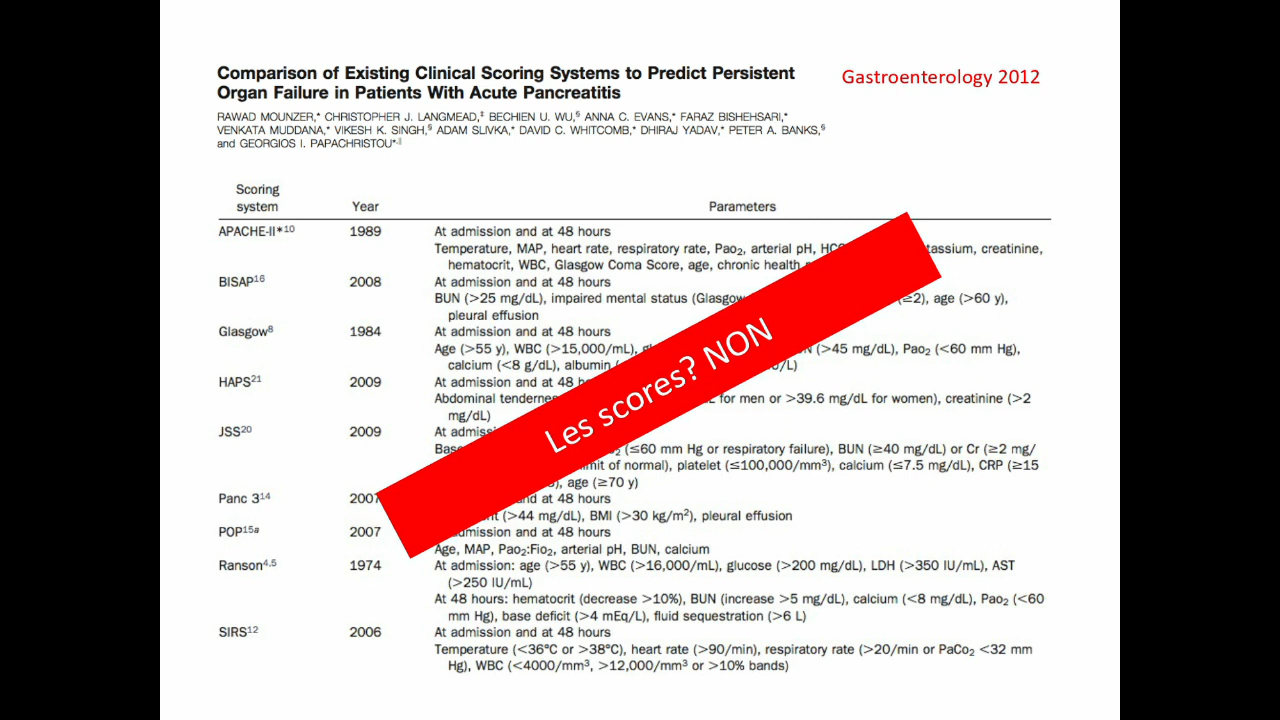 Comparison of Existing Clinical Scoring Systems to Predict Persistent
Organ Failure in Patients With Acute Pancreatitis
Gastroenterology 2012
RAWAD MOUNZER,* CHRISTOPHER J. LANGMEAD,‡ BECHIEN U. WU,§ ANNA C. EVANS,* FARAZ BISHEHSARI,*
VENKATA MUDDANA,* VIKESH K. SINGH,§ ADAM SLIVKA,* DAVID C. WHITCOMB,* DHIRAJ YADAV,* PETER A. BANKS,§
and GEORGIOS I. PAPACHRISTOU*,‖
Scoring
system Year Parameters
APACHE-II*10 1989 At admission and at 48 hours
Temperature, MAP, heart rate, respiratory rate, Pao2, arterial pH, creatinine,
hematocrit, WBC, Glasgow Coma Score, age, chronic health
BISAP16 2008 At admission and at 48 hours
BUN (>25 mg/dL), impaired mental status (Glasgow (≥2), age (>60 y),
pleural effusion
Glasgow8 1984 At admission and at 48 hours
Age (>55 y), WBC (>15,000/mL), (>45 mg/dL), Pao2 (<60 mm Hg),
calcium (<8 g/dL), albumin
HAPS21 2009 At admission and at 48
Abdominal for men or >39.6 mg/dL for women), creatinine (>2
mg/dL)
JSS20 2009 At
(≤60 mm Hg or respiratory failure), BUN (≥40 mg/dL) or Cr (≥2 mg/
of normal), platelet (≤100,000/mm3), calcium (≤7.5 mg/dL), CRP (≥15
age (≥70 y)
Panc 314 2007 and at 48 hours
(>44 mg/dL), BMI (>30 kg/m2), pleural effusion
POP15a 2007 and at 48 hours
Age, MAP, Pao2:Fio2, arterial pH, BUN, calcium
Ranson4,5 1974 At admission: age (>55 y), WBC (>16,000/mL), glucose (>200 mg/dL), LDH (>350 IU/mL), AST
(>250 IU/mL)
At 48 hours: hematocrit (decrease >10%), BUN (increase >5 mg/dL), calcium (<8 mg/dL), Pao2 (<60
mm Hg), base deficit (>4 mEq/L), fluid sequestration (>6 L)
SIRS12 2006 At admission and at 48 hours
Temperature (<36°C or >38°C), heart rate (>90/min), respiratory rate (>20/min or PaCo2 <32 mm
Hg), WBC (<4000/mm3, >12,000/mm3 or >10% bands)
Les scores? NON